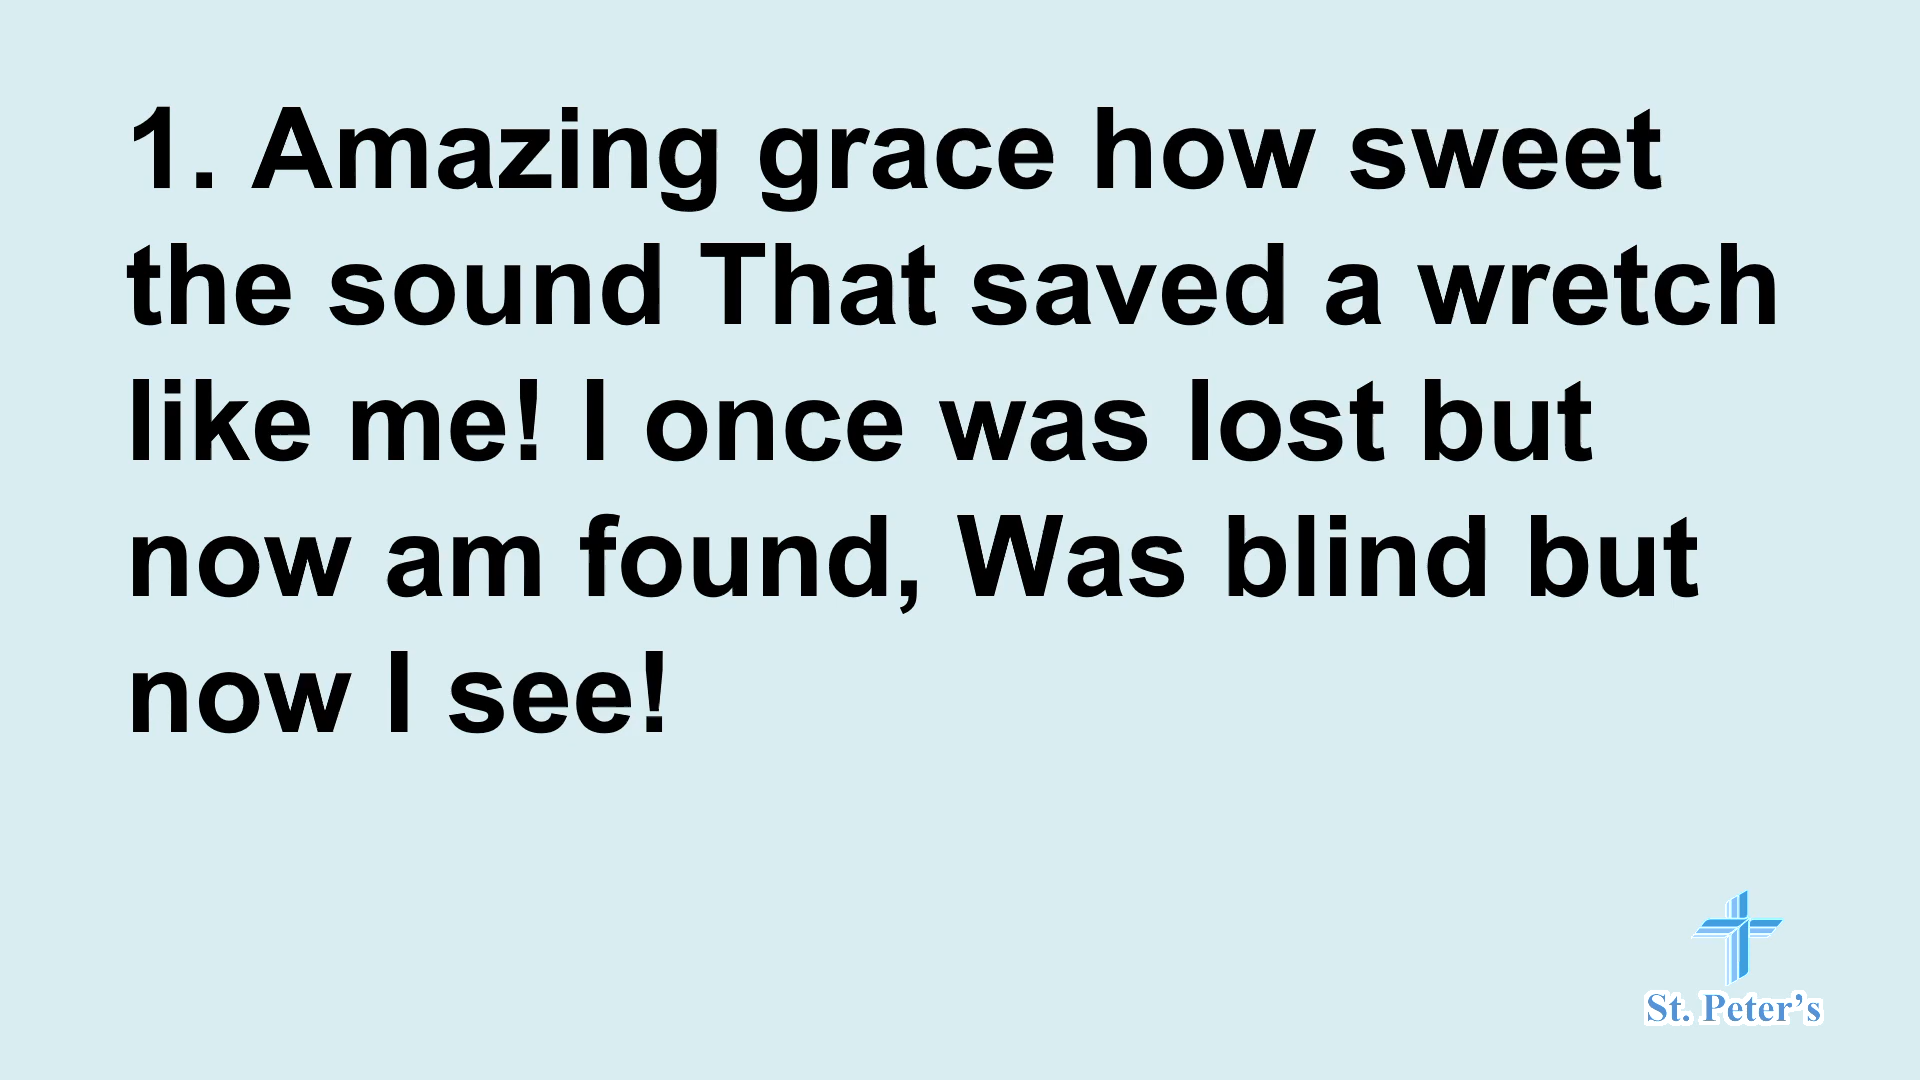 1. Amazing grace how sweet
the sound That saved a wretch
like me! I once was lost but
now am found, Was blind but
now I see!
St. Peter’s